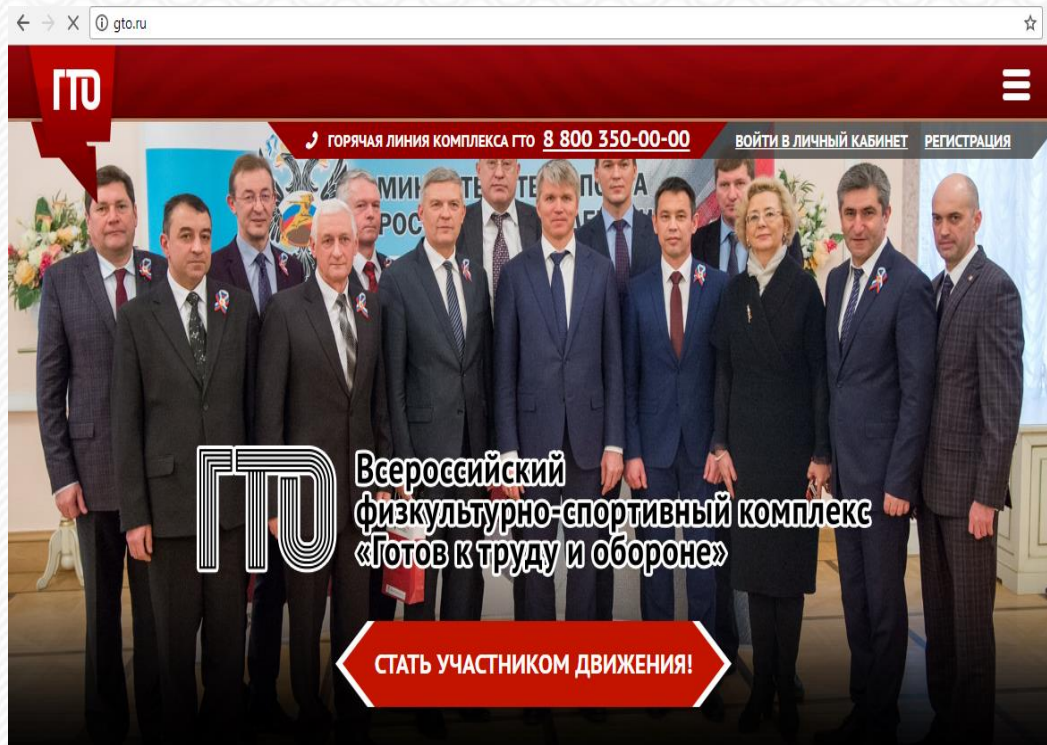 gto.ru
ГТО
ГОРЯЧАЯ ЛИНИЯ КОМПЛЕКСА ГТО 8 800 350-00-00 ВОЙТИ В ЛИЧНЫЙ КАБИНЕТ РЕГИСТРАЦИЯ
ГТО
Всероссийский
физкультурно-спортивный комплекс
«Готов к труду и обороне»
СТАТЬ УЧАСТНИКОМ ДВИЖЕНИЯ!